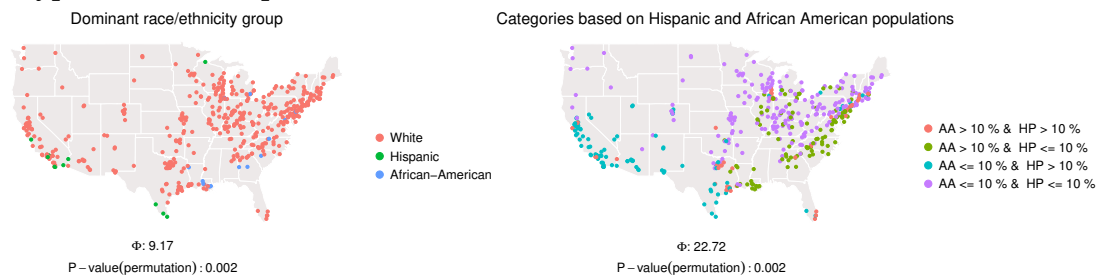 Dominant race/ethnicity group
White
Hispanic
African−American
Φ: 9.17
P − value(permutation) : 0.002
Categories based on Hispanic and African American populations
AA > 10 % & HP > 10 %
AA > 10 % & HP <= 10 %
AA <= 10 % & HP > 10 %
AA <= 10 % & HP <= 10 %
Φ: 22.72
P − value(permutation) : 0.002